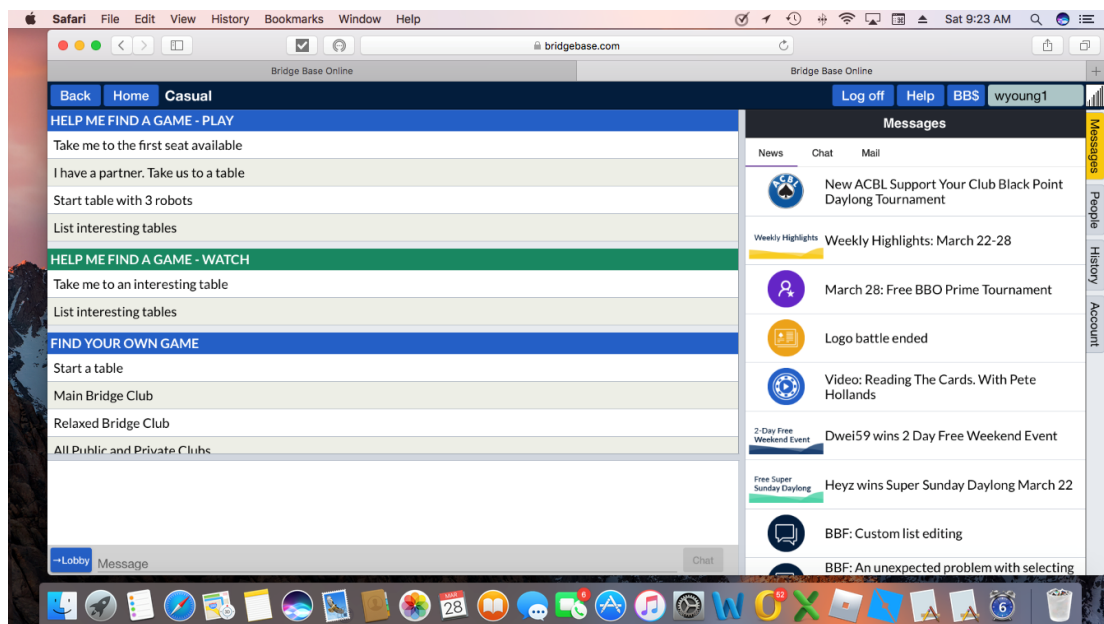 Safari File Edit View History Bookmarks Window Help Sat 9:23 AM
bridgebase.com
Bridge Base Online Bridge Base Online
Back Home Casual Log off Help BB$ wyoung1
HELP ME FIND A GAME - PLAY
Take me to the first seat available
I have a partner. Take us to a table
Start table with 3 robots
List interesting tables
HELP ME FIND A GAME - WATCH
Take me to an interesting table
List interesting tables
FIND YOUR OWN GAME
Start a table
Main Bridge Club
Relaxed Bridge Club
All Public and Private Clubs
→Lobby Message Chat
Messages
News Chat Mail
ACBL
New ACBL Support Your Club Black Point
Daylong Tournament
Weekly Highlights
Weekly Highlights: March 22-28
March 28: Free BBO Prime Tournament
Logo battle ended
Video: Reading The Cards. With Pete
Hollands
2-Day Free
Weekend Event
Dwei59 wins 2 Day Free Weekend Event
Free Super
Sunday Daylong
Heyz wins Super Sunday Daylong March 22
BBF: Custom list editing
BBF: An unexpected problem with selecting
Messages
People
History
Account
MAR
28
6
52
6